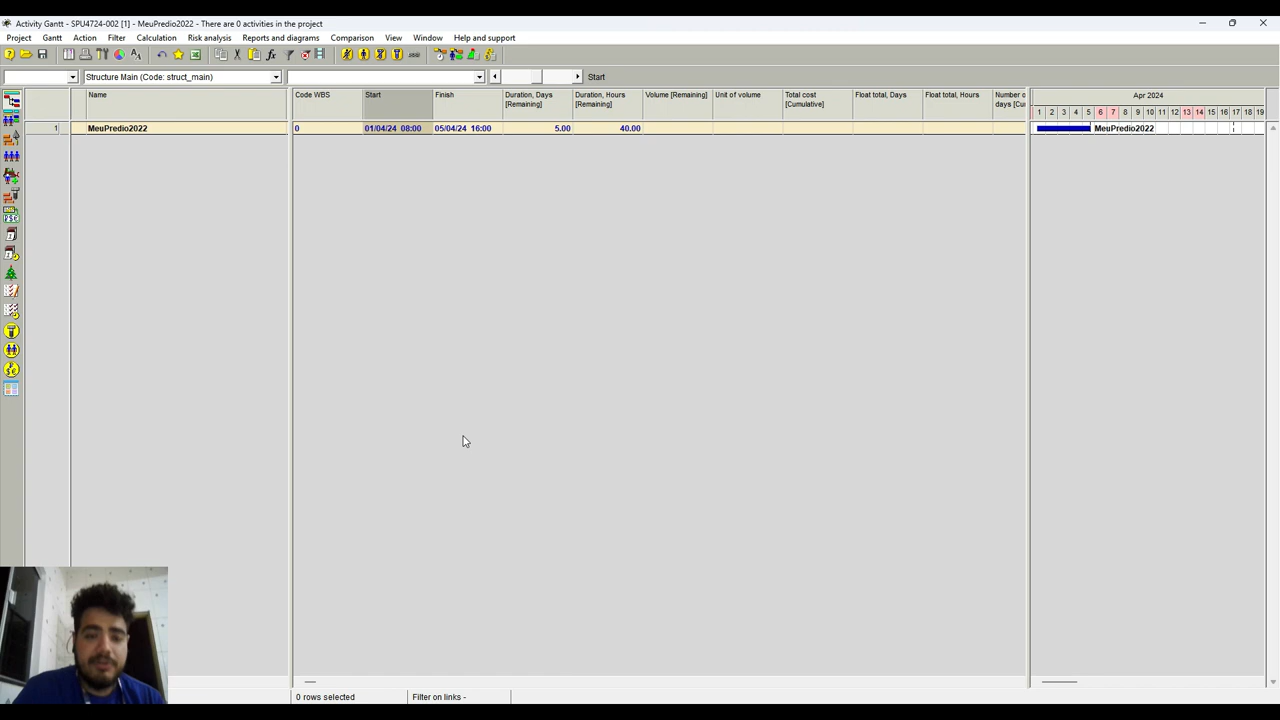 Activity Gantt - SPU4724-002 [1] - MeuPredio2022 - There are 0 activities in the project
Project Gantt Action Filter Calculation Risk analysis Reports and diagrams Comparison View Window Help and support
Structure Main (Code: struct_main) Start
Name Code WBS Start Finish Duration, Days Duration, Hours Volume [Remaining] Unit of volume Total cost Float total, Days Float total, Hours Number o Apr 2024
[Remaining] [Remaining] [Cumulative] days [Cu
1 2 3 4 5 6 7 8 9 10 11 12 13 14 15 16 17 18 19
1 MeuPredio2022 0 01/04/24 08:00 05/04/24 16:00 5.00 40.00 MeuPredio2022
0 rows selected Filter on links -